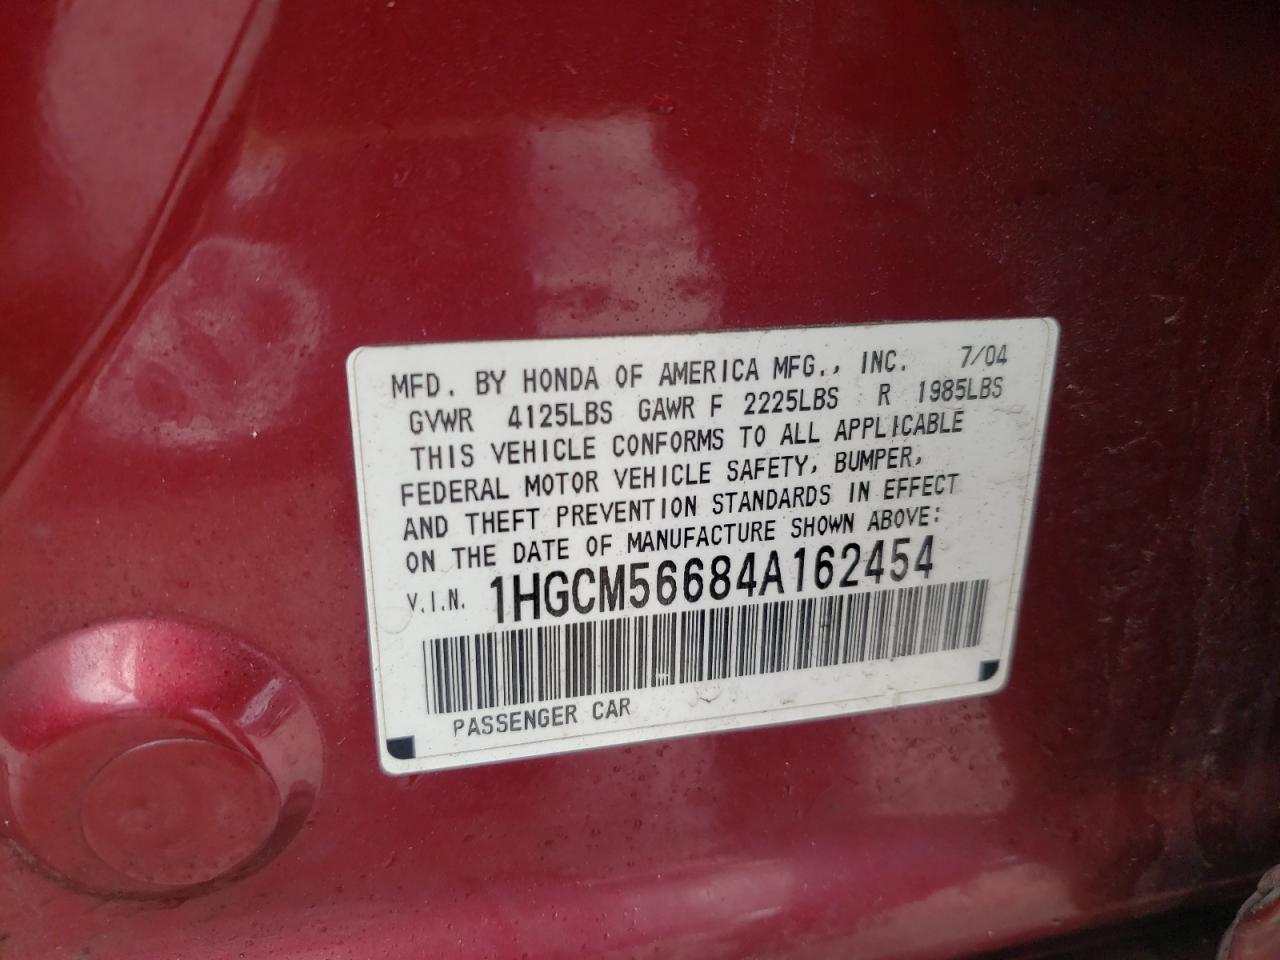 MFD. BY HONDA OF AMERICA MFG., INC. 7/04
GVWR 4125LBS GAWR F 2225LBS R 1985LBS
THIS VEHICLE CONFORMS TO ALL APPLICABLE
FEDERAL MOTOR VEHICLE SAFETY, BUMPER,
AND THEFT PREVENTION STANDARDS IN EFFECT
ON THE DATE OF MANUFACTURE SHOWN ABOVE:
V.I.N. 1HGCM56684A162454
PASSENGER CAR